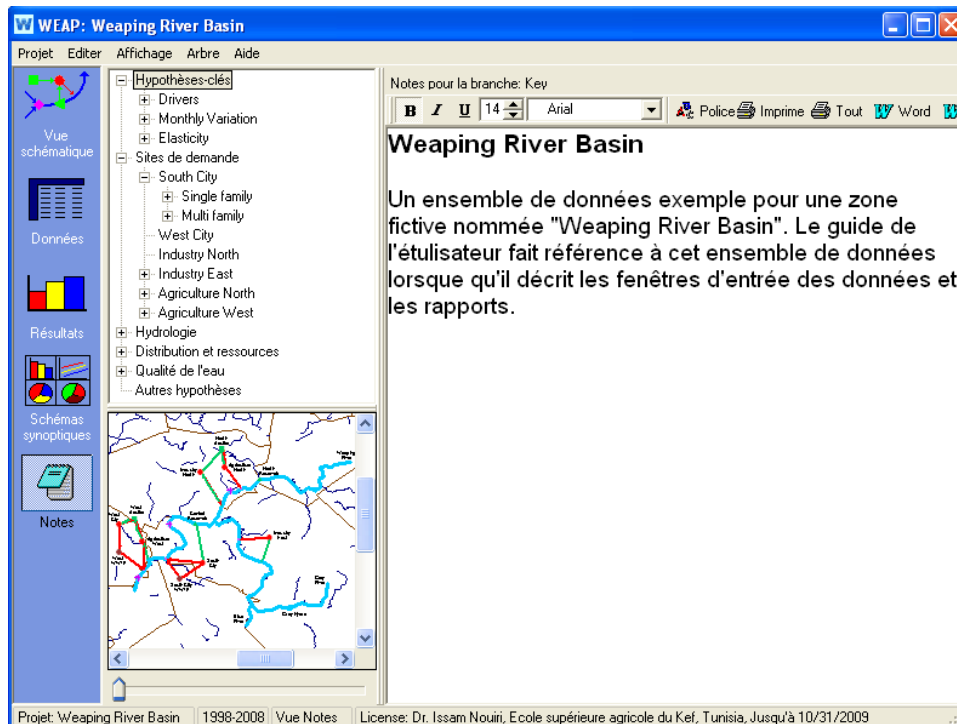 WEAP: Weaping River Basin
Projet Editer Affichage Arbre Aide
Vue
schématique
Données
Résultats
Schémas
synoptiques
Notes
Hypothèses-clés
Drivers
Monthly Variation
Elasticity
Sites de demande
South City
Single family
Multi family
West City
Industry North
Industry East
Agriculture North
Agriculture West
Hydrologie
Distribution et ressources
Qualité de l'eau
Autres hypothèses
Notes pour la branche: Key
B I U 14 Arial Police Imprime Tout Word
Weaping River Basin
Un ensemble de données exemple pour une zone
fictive nommée "Weaping River Basin". Le guide de
l'étulisateur fait référence à cet ensemble de données
lorsque qu'il décrit les fenêtres d'entrée des données et
les rapports.
Projet: Weaping River Basin 1998-2008 Vue Notes License: Dr. Issam Nouiri, Ecole supérieure agricole du Kef, Tunisia, Jusqu'à 10/31/2009